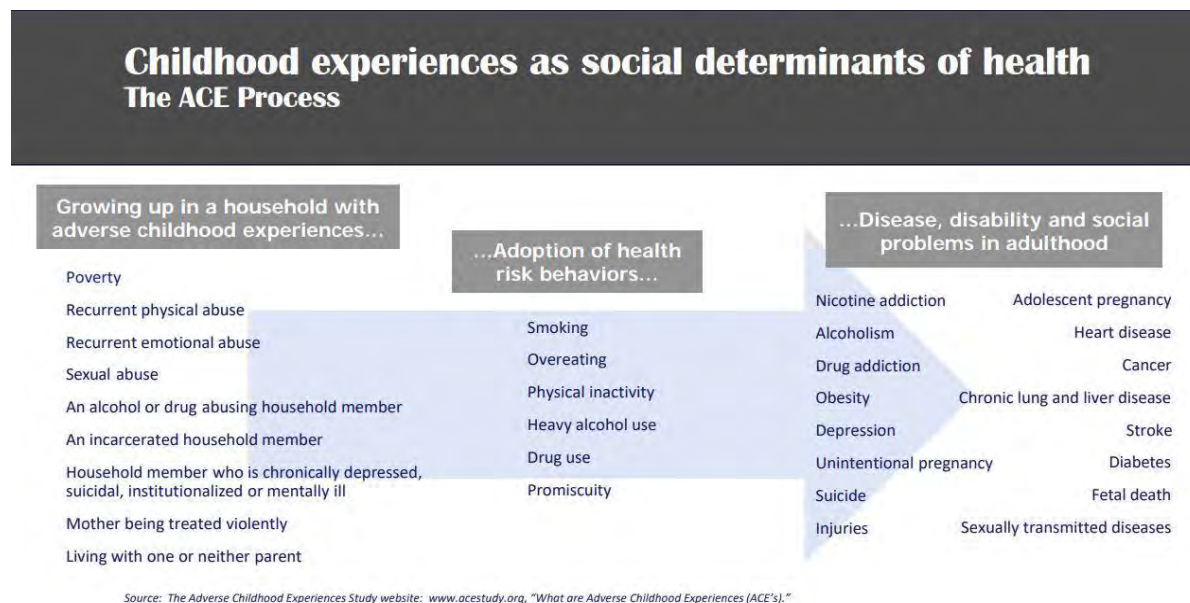 Childhood experiences as social determinants of health
The ACE Process
Growing up in a household with
adverse childhood experiences…
Poverty
Recurrent physical abuse
Recurrent emotional abuse
Sexual abuse
An alcohol or drug abusing household member
An incarcerated household member
Household member who is chronically depressed,
suicidal, institutionalized or mentally ill
Mother being treated violently
Living with one or neither parent
…Adoption of health
risk behaviors…
Smoking
Overeating
Physical inactivity
Heavy alcohol use
Drug use
Promiscuity
…Disease, disability and social
problems in adulthood
Nicotine addiction
Alcoholism
Drug addiction
Obesity
Depression
Unintentional pregnancy
Suicide
Injuries
Adolescent pregnancy
Heart disease
Cancer
Chronic lung and liver disease
Stroke
Diabetes
Fetal death
Sexually transmitted diseases
Source: The Adverse Childhood Experiences Study website: www.acestudy.org, “What are Adverse Childhood Experiences (ACE’s).”